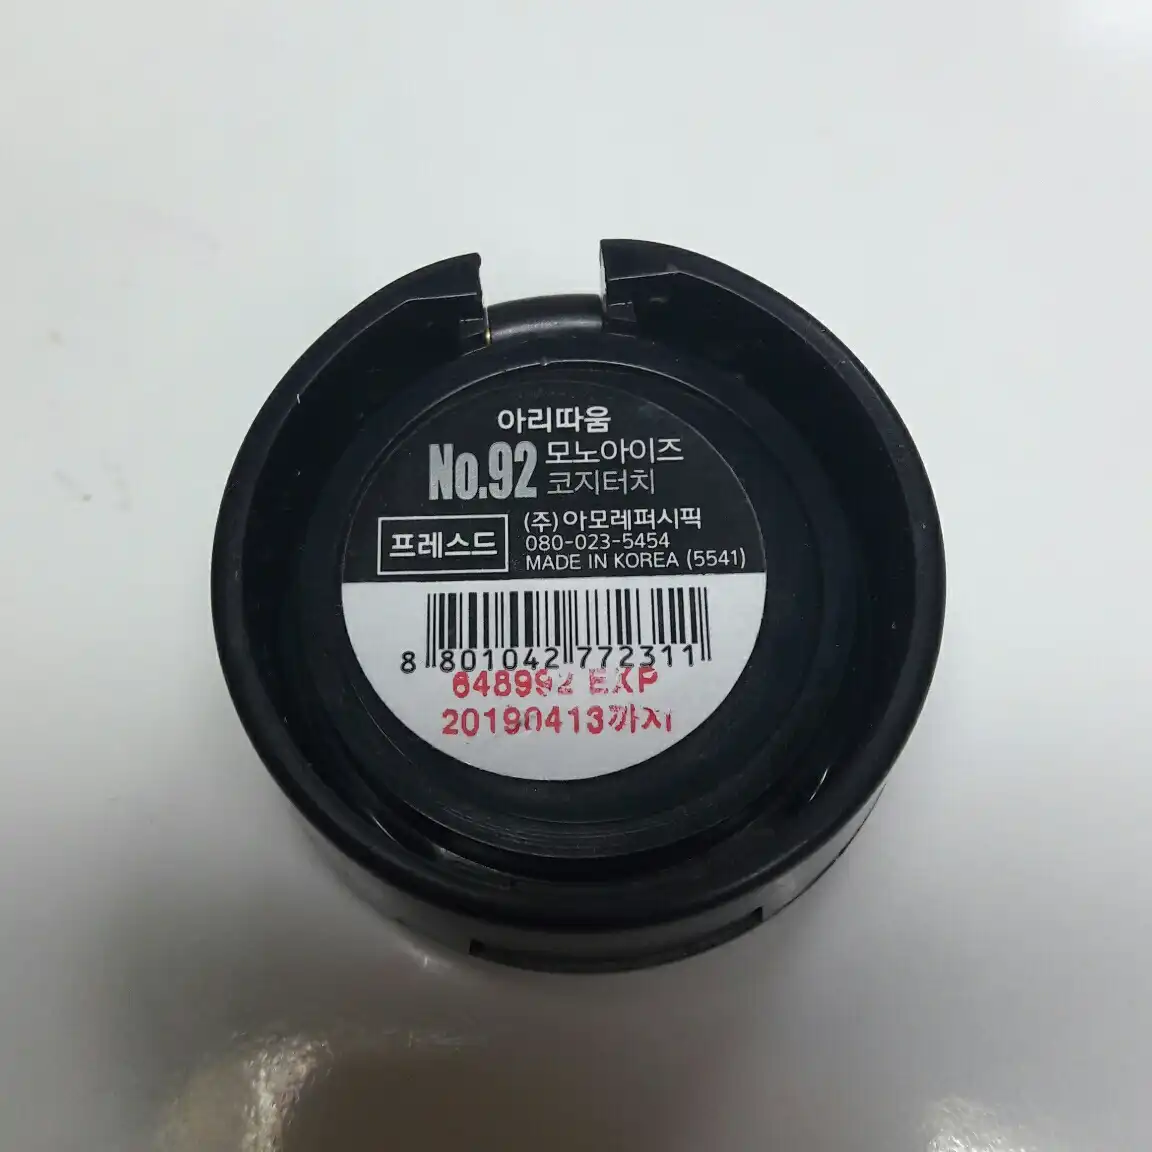 아리따움
No.92 모노아이즈
코지터치
프레스드
(주)아모레퍼시픽
080-023-5454
MADE IN KOREA (5541)
8 801042 772311
648992 EXP
20190413까지